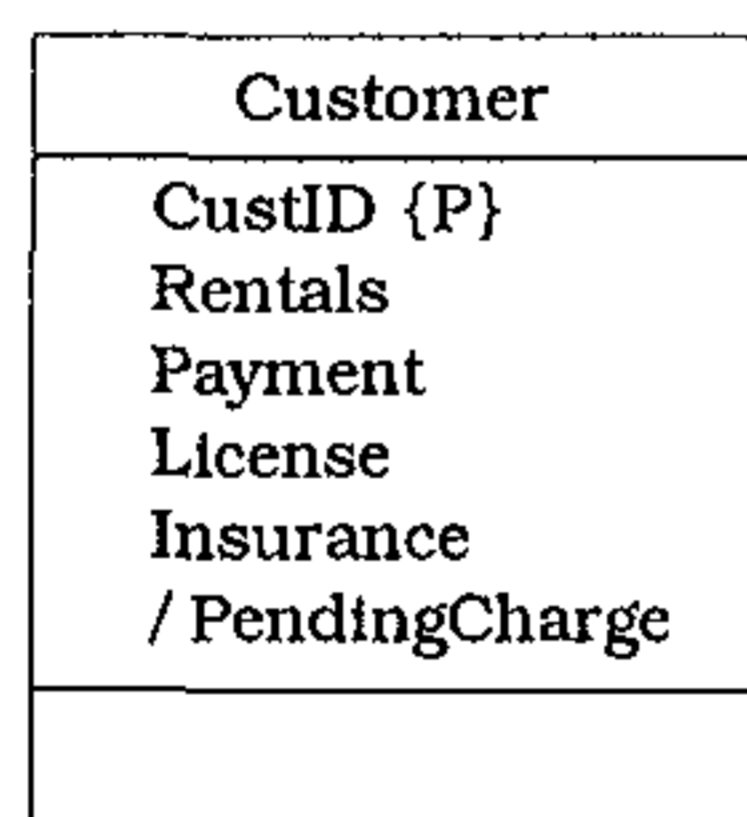 Customer
CustID {P}
Rentals
Payment
License
Insurance
/ PendingCharge